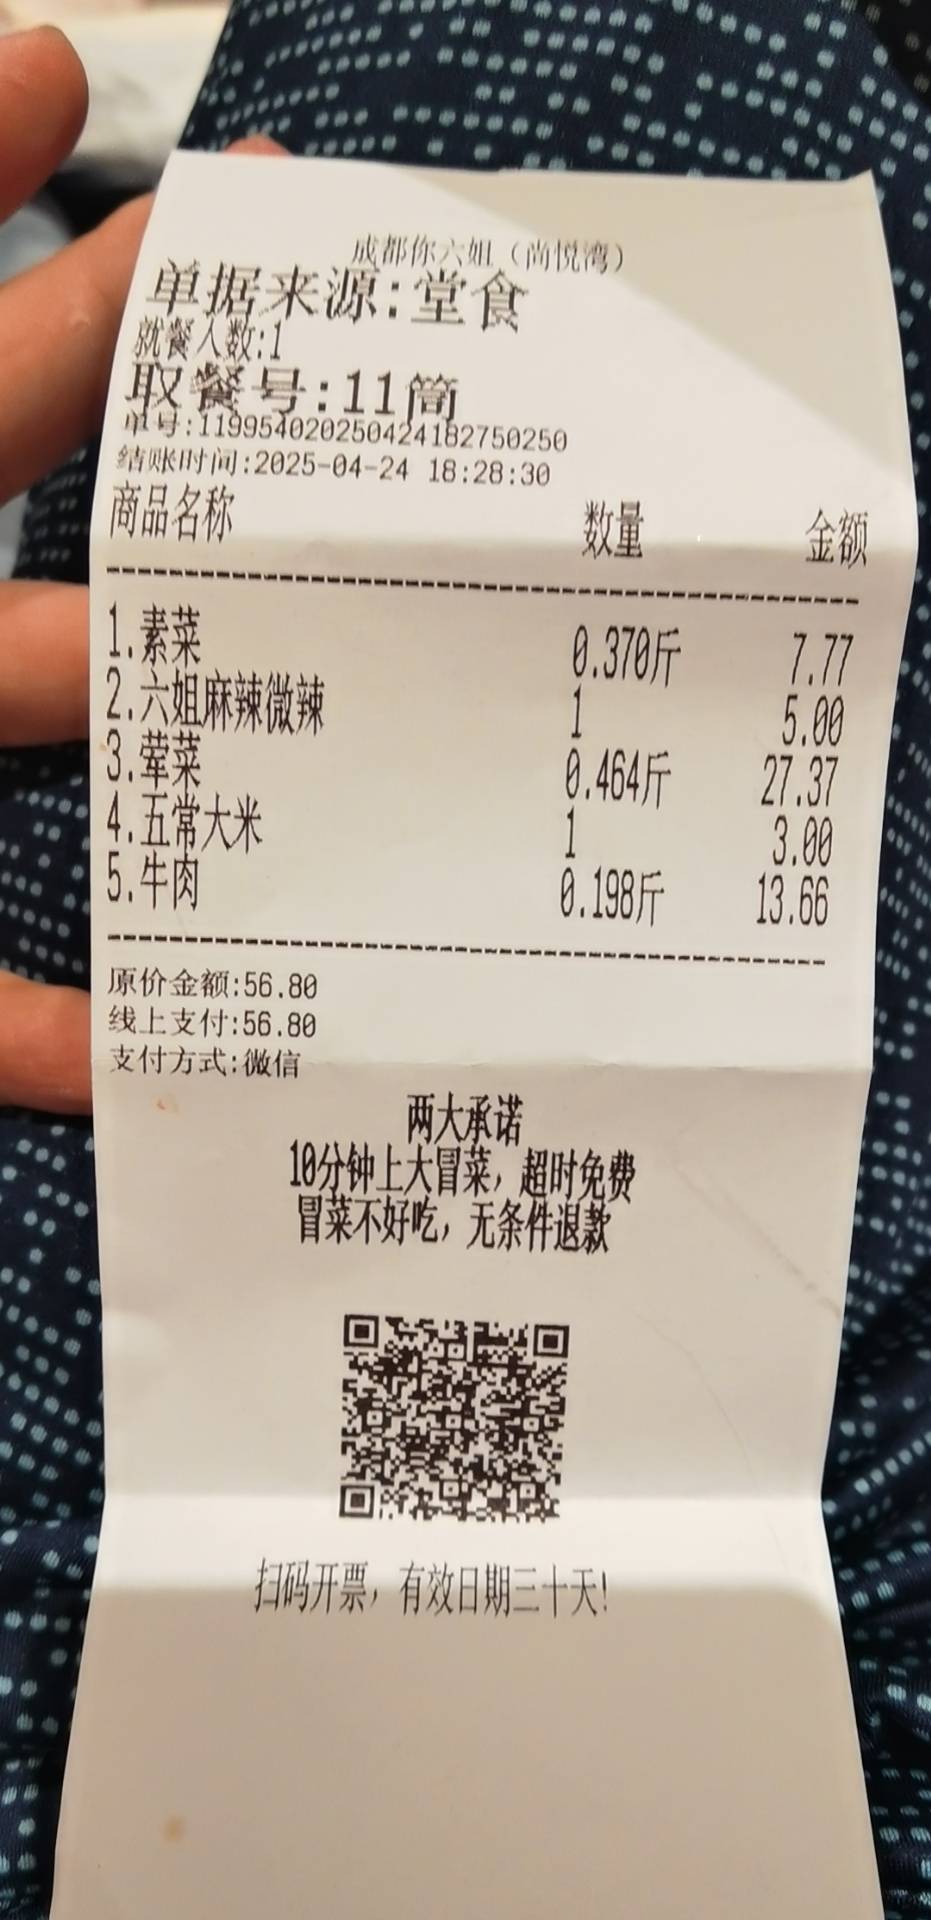 成都你六姐（尚悦湾）
单据来源:堂食
就餐人数:1
取餐号:11筒
单号:119954020250424182750250
结账时间:2025-04-24 18:28:30
商品名称 数量 金额
1.素菜 0.370斤 7.77
2.六姐麻辣微辣 1 5.00
3.荤菜 0.464斤 27.37
4.五常大米 1 3.00
5.牛肉 0.198斤 13.66
原价金额:56.80
线上支付:56.80
支付方式:微信
两大承诺
10分钟上大冒菜，超时免费
冒菜不好吃，无条件退款
扫码开票，有效日期三十天!